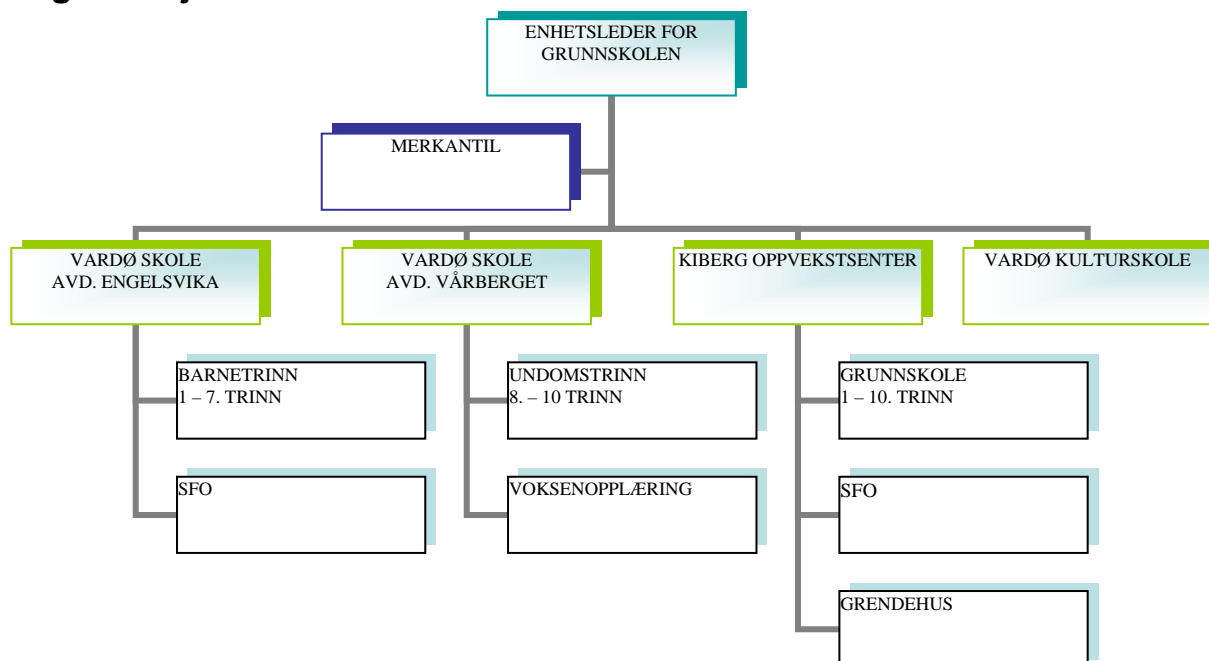 ENHETSLEDER FOR
GRUNNSKOLEN
MERKANTIL
VARDØ SKOLE
AVD. ENGELSVIKA
VARDØ SKOLE
AVD. VÅRBERGET
KIBERG OPPVEKSTSENTER
VARDØ KULTURSKOLE
BARNETRINN
1 – 7. TRINN
UNDOMSTRINN
8. – 10 TRINN
GRUNNSKOLE
1 – 10. TRINN
SFO
VOKSENOPPLÆRING
SFO
GRENDEHUS